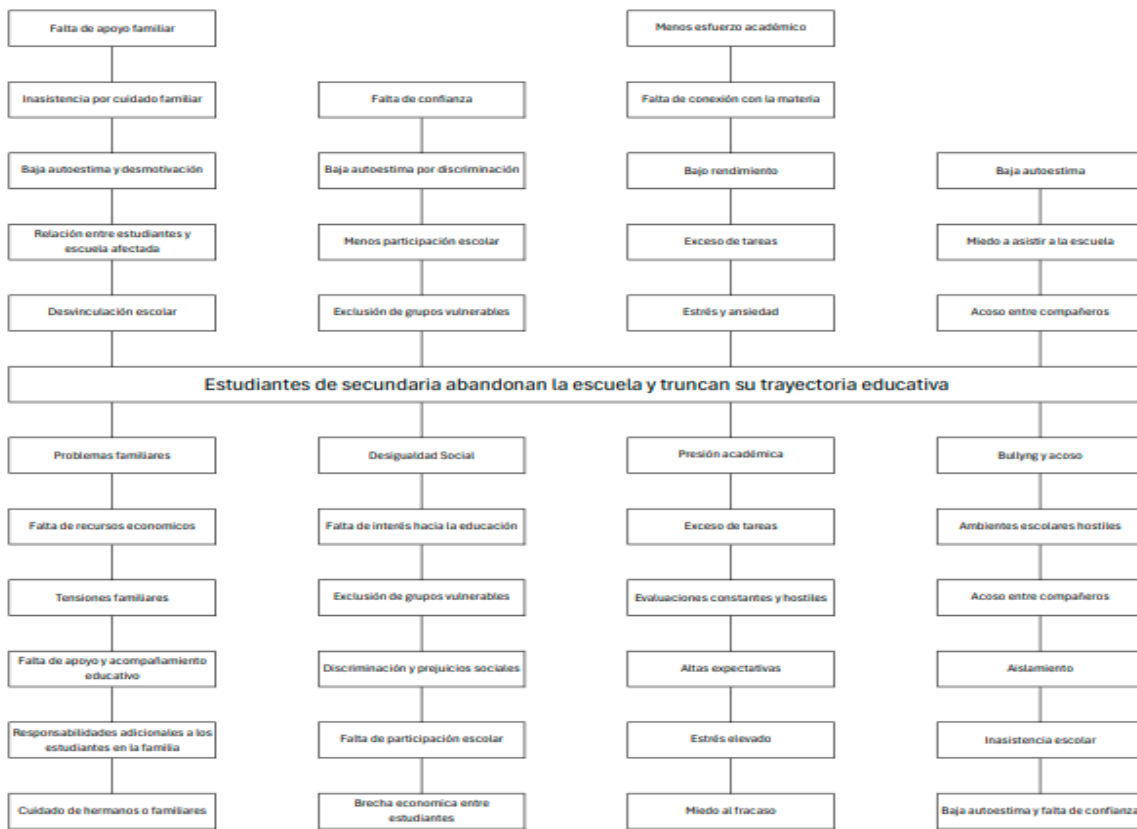 Falta de apoyo familiar
Menos esfuerzo académico
Inasistencia por cuidado familiar
Falta de confianza
Falta de conexión con la materia
Baja autoestima y desmotivación
Baja autoestima por discriminación
Bajo rendimiento
Baja autoestima
Relación entre estudiantes y
escuela afectada
Menos participación escolar
Exceso de tareas
Miedo a asistir a la escuela
Desvinculación escolar
Exclusión de grupos vulnerables
Estrés y ansiedad
Acoso entre compañeros
Estudiantes de secundaria abandonan la escuela y truncan su trayectoria educativa
Problemas familiares
Desigualdad Social
Presión académica
Bullyng y acoso
Falta de recursos economicos
Falta de interés hacia la educación
Exceso de tareas
Ambientes escolares hostiles
Tensiones familiares
Exclusión de grupos vulnerables
Evaluaciones constantes y hostiles
Acoso entre compañeros
Falta de apoyo y acompañamiento
educativo
Discriminación y prejuicios sociales
Altas expectativas
Aislamiento
Responsabilidades adicionales a los
estudiantes en la familia
Falta de participación escolar
Estrés elevado
Inasistencia escolar
Cuidado de hermanos o familiares
Brecha economica entre
estudiantes
Miedo al fracaso
Baja autoestima y falta de confianza